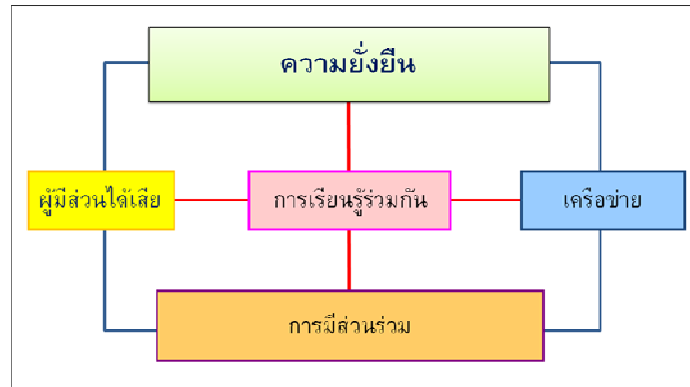 ความยั่งยืน
ผู้มีส่วนได้เสีย
การเรียนรู้ร่วมกัน
เครือข่าย
การมีส่วนร่วม